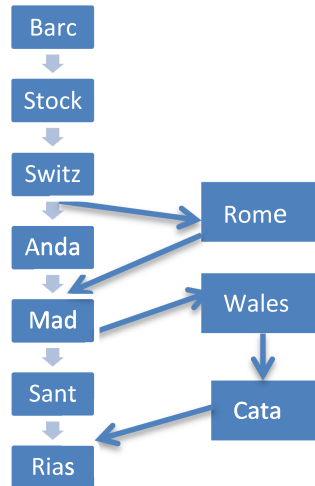 Barc
Stock
Switz
Rome
Anda
Wales
Mad
Sant
Cata
Rias